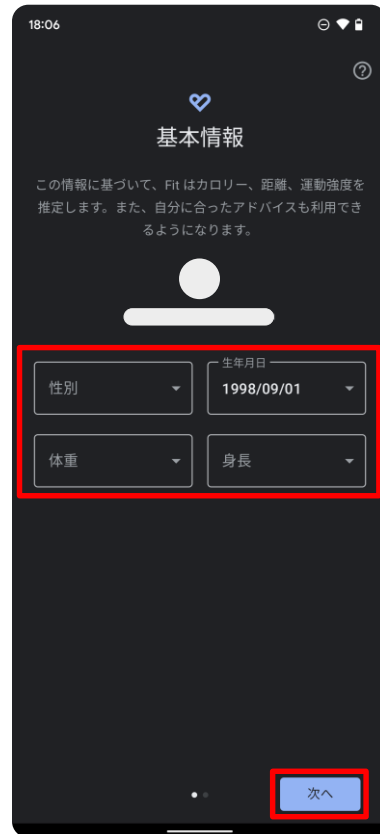 18:06
基本情報
この情報に基づいて、Fit はカロリー、距離、運動強度を
推定します。また、自分に合ったアドバイスも利用でき
るようになります。
性別
生年月日
1998/09/01
体重
身長
次へ